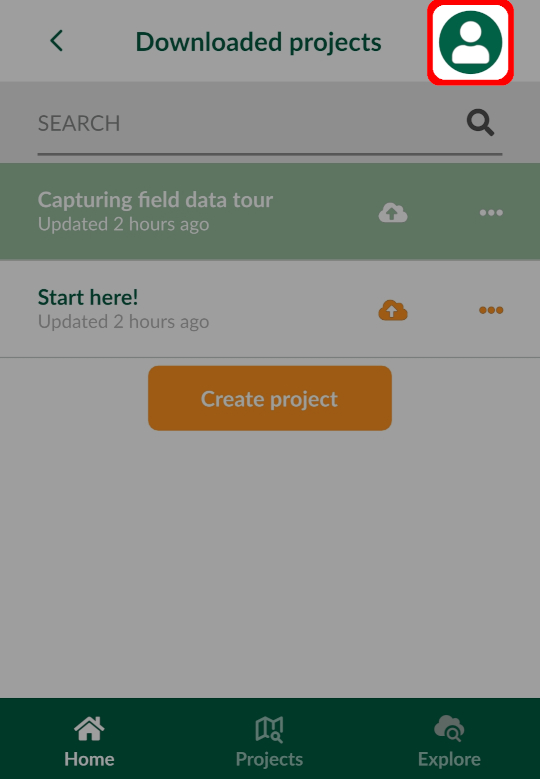 Downloaded projects
SEARCH
Capturing field data tour
Updated 2 hours ago
Start here!
Updated 2 hours ago
Create project
Home
Projects
Explore